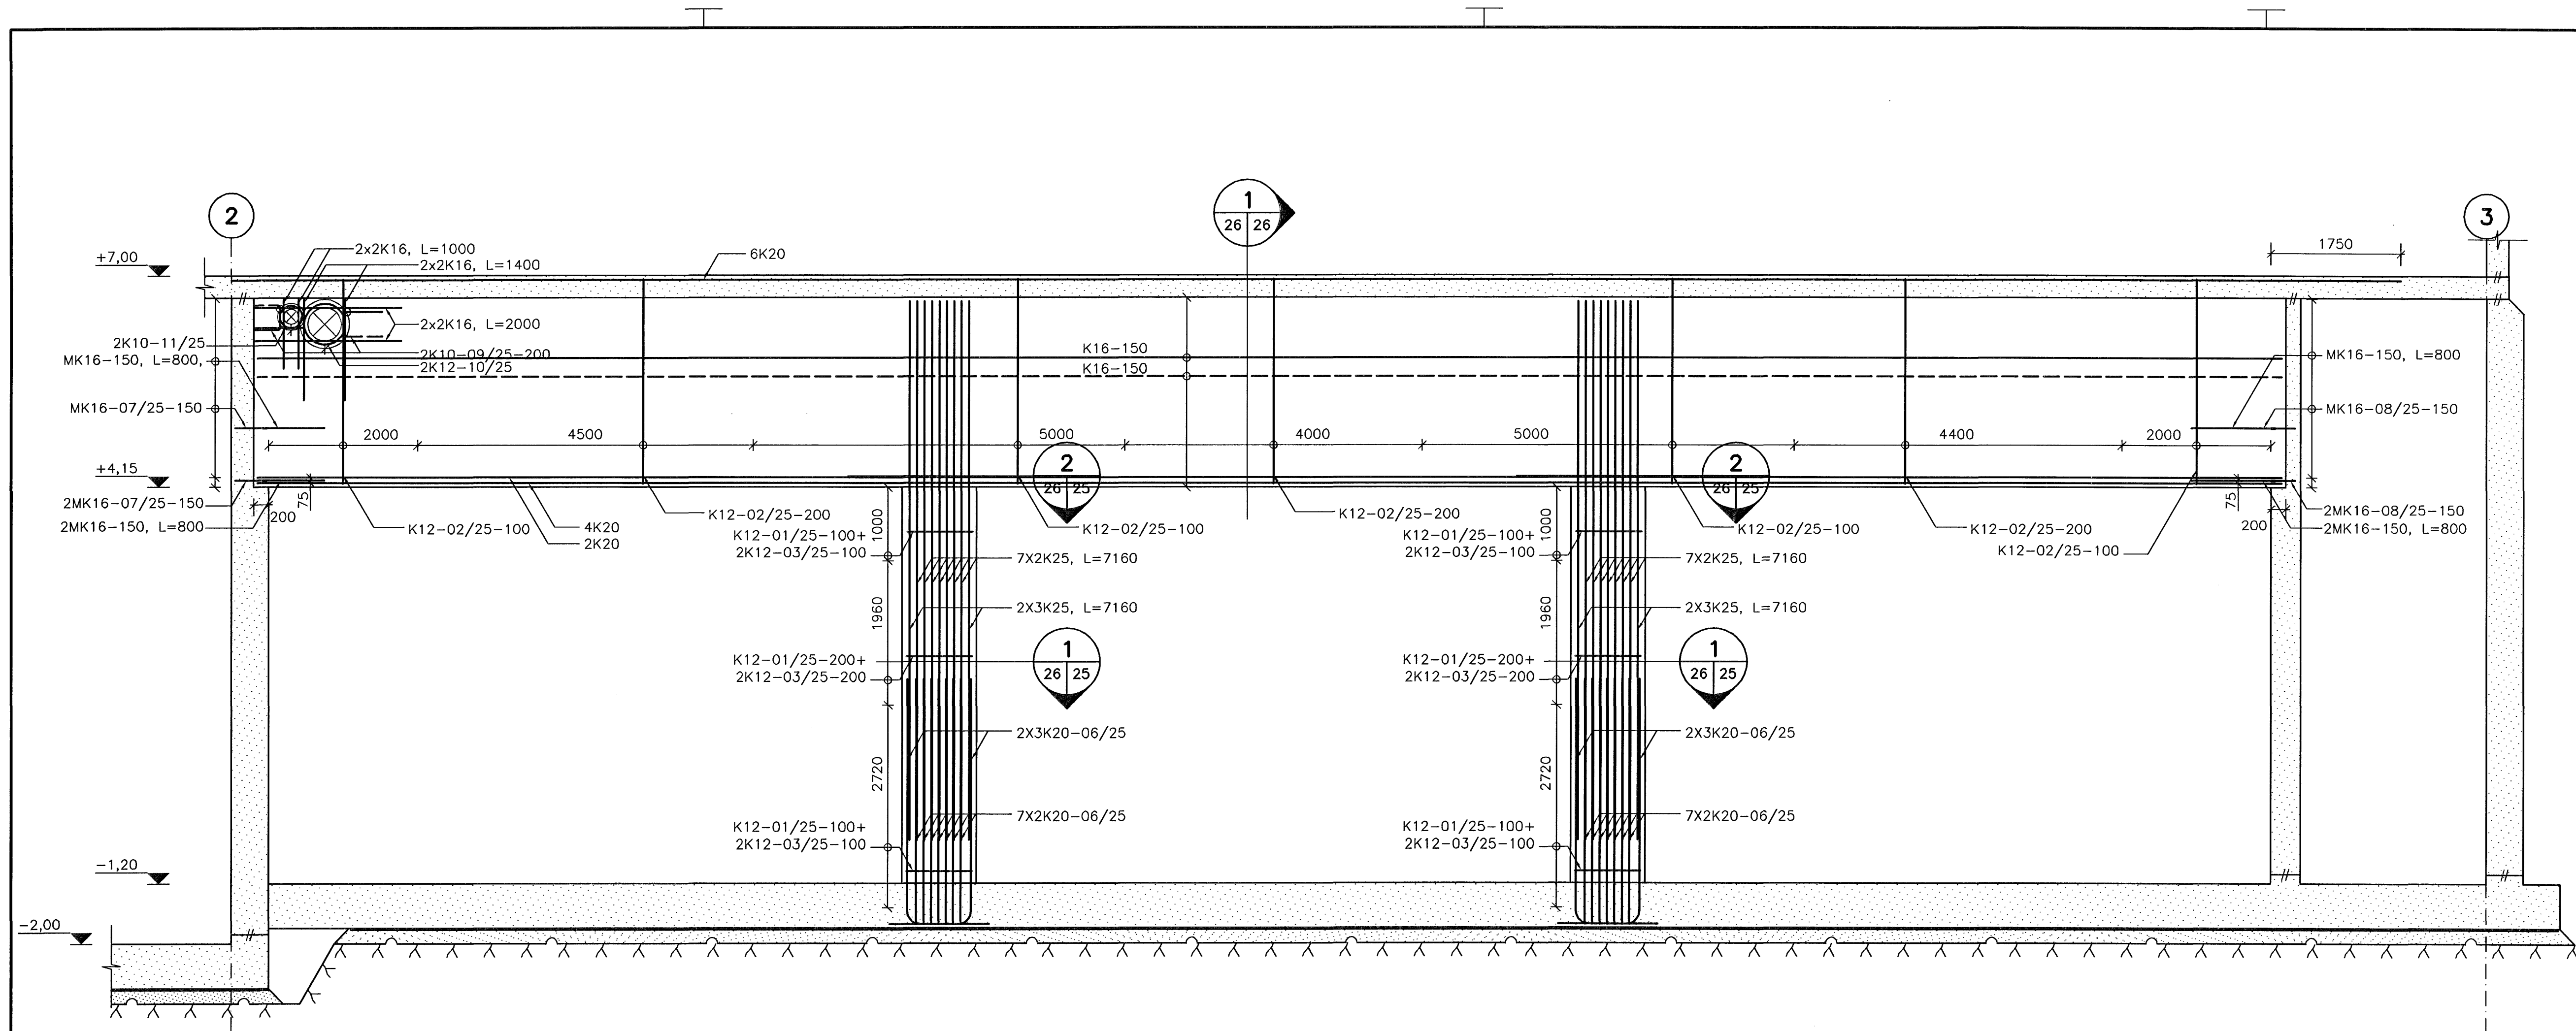 2
1
26 26
3
+7,00
2x2K16, L=1000
2x2K16, L=1400
6K20
1750
2x2K16, L=2000
2K10-11/25
2K10-09/25-200
2K12-10/25
MK16-150, L=800,
K16-150
K16-150
MK16-150, L=800
MK16-07/25-150
MK16-08/25-150
2000
4500
5000
4000
5000
4400
2000
+4,15
2
26 25
2
26 25
2MK16-07/25-150
75
200
2MK16-150, L=800
K12-02/25-100
4K20
2K20
K12-02/25-200
K12-02/25-100
K12-02/25-200
K12-02/25-100
K12-02/25-200
K12-02/25-100
75
200
2MK16-08/25-150
2MK16-150, L=800
K12-01/25-100+
2K12-03/25-100
1000
7X2K25, L=7160
K12-01/25-100+
2K12-03/25-100
1000
7X2K25, L=7160
1960
2X3K25, L=7160
1960
2X3K25, L=7160
K12-01/25-200+
2K12-03/25-200
1
26 25
K12-01/25-200+
2K12-03/25-200
1
26 25
2X3K20-06/25
2X3K20-06/25
2720
2720
7X2K20-06/25
7X2K20-06/25
K12-01/25-100+
2K12-03/25-100
K12-01/25-100+
2K12-03/25-100
-1,20
-2,00